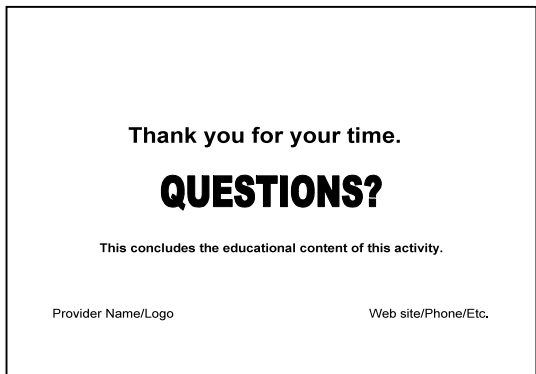 Thank you for your time.
QUESTIONS?
This concludes the educational content of this activity.
Provider Name/Logo Web site/Phone/Etc.